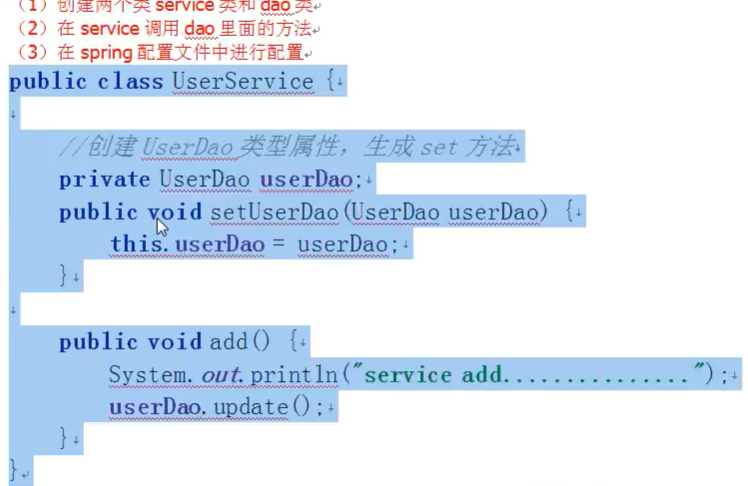 （1）创建两个类 service 类和 dao 类
（2）在 service 调用 dao 里面的方法
（3）在 spring 配置文件中进行配置
public class UserService {
//创建 UserDao 类型属性，生成 set 方法
private UserDao userDao;
public void setUserDao(UserDao userDao) {
this.userDao = userDao;
}
public void add() {
System.out.println("service add...............");
userDao.update();
}
}